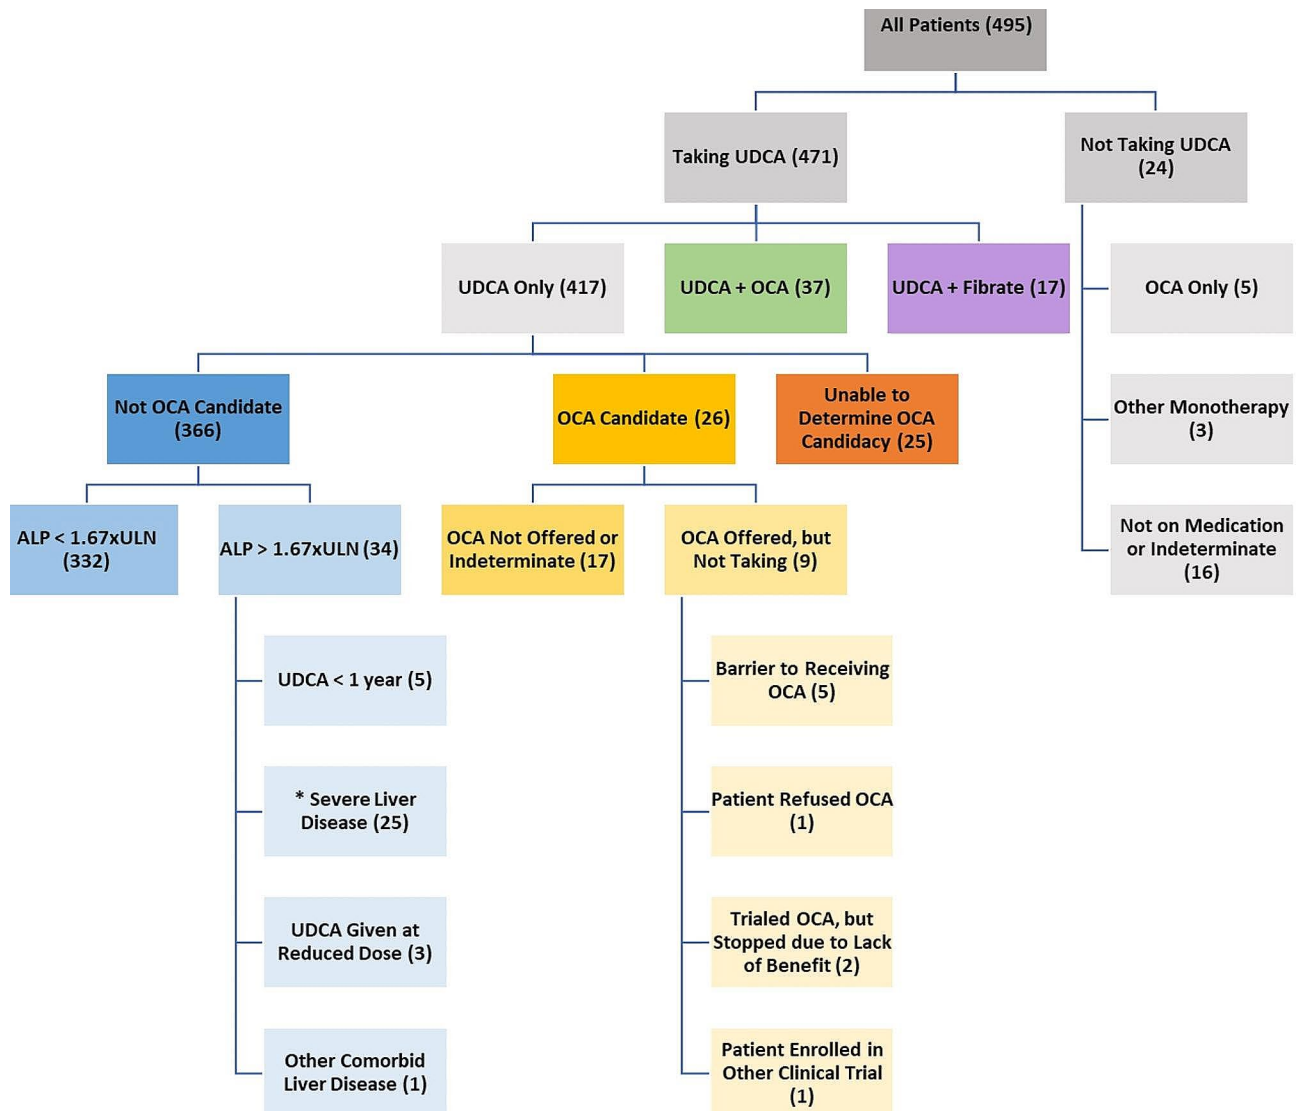 All Patients (495)
Taking UDCA (471)
Not Taking UDCA
(24)
UDCA Only (417)
UDCA + OCA (37)
UDCA + Fibrate (17)
OCA Only (5)
Not OCA Candidate
(366)
OCA Candidate (26)
Unable to
Determine OCA
Candidacy (25)
Other Monotherapy
(3)
ALP < 1.67xULN
(332)
ALP > 1.67xULN (34)
OCA Not Offered or
Indeterminate (17)
OCA Offered, but
Not Taking (9)
Not on Medication
or Indeterminate
(16)
UDCA < 1 year (5)
Barrier to Receiving
OCA (5)
* Severe Liver
Disease (25)
Patient Refused OCA
(1)
UDCA Given at
Reduced Dose (3)
Trialed OCA, but
Stopped due to Lack
of Benefit (2)
Other Comorbid
Liver Disease (1)
Patient Enrolled in
Other Clinical Trial
(1)